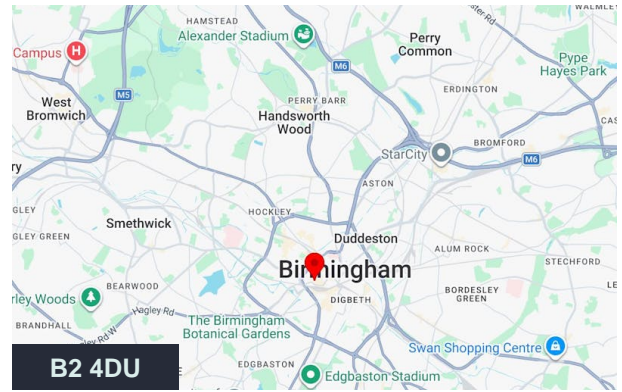 HAMSTEAD
WALMLEY
Alexander Stadium
Perry
Common
Campus
M6
Pype
Hayes Park
ERDINGTON
M5
West
Bromwich
PERRY BARR
Handsworth
Wood
BROMFORD
StarCity
M6
ASTON
HOCKLEY
Smethwick
Duddeston
ALUM ROCK
GLEY GREEN
STECHFORD
Birmingham
BEARWOOD
BORDESLEY
GREEN
rley Woods
DIGBETH
Hagley Rd
The Birmingham
Botanical Gardens
BRANDHALL
Swan Shopping Centre
EDGBASTON
Edgbaston Stadium
B2 4DU